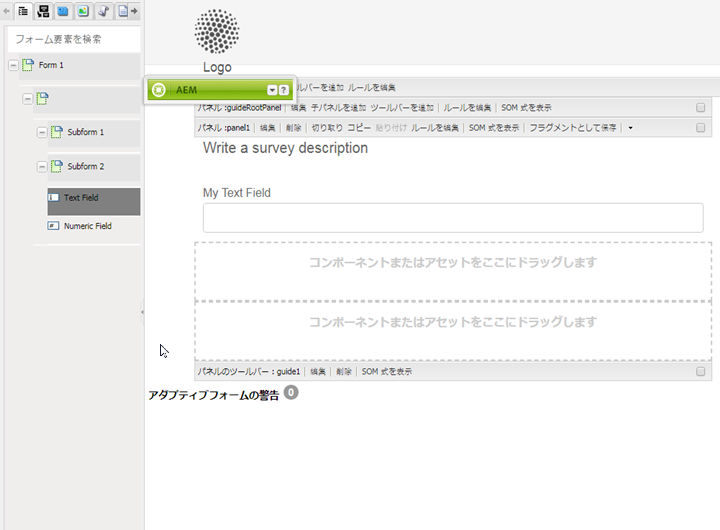 フォーム要素を検索
Form 1
Subform 1
Subform 2
Text Field
Numeric Field
Logo
AEM
?
ルバーを追加 ルールを編集
パネル :guideRootPanel 編集 子パネルを追加 ツールバーを追加 ルールを編集 SOM 式を表示
パネル :panel1 編集 削除 切り取り コピー 貼り付け ルールを編集 SOM 式を表示 フラグメントとして保存
Write a survey description
My Text Field
コンポーネントまたはアセットをここにドラッグします
コンポーネントまたはアセットをここにドラッグします
パネルのツールバー : guide1 編集 削除 SOM 式を表示
アダプティブフォームの警告 0